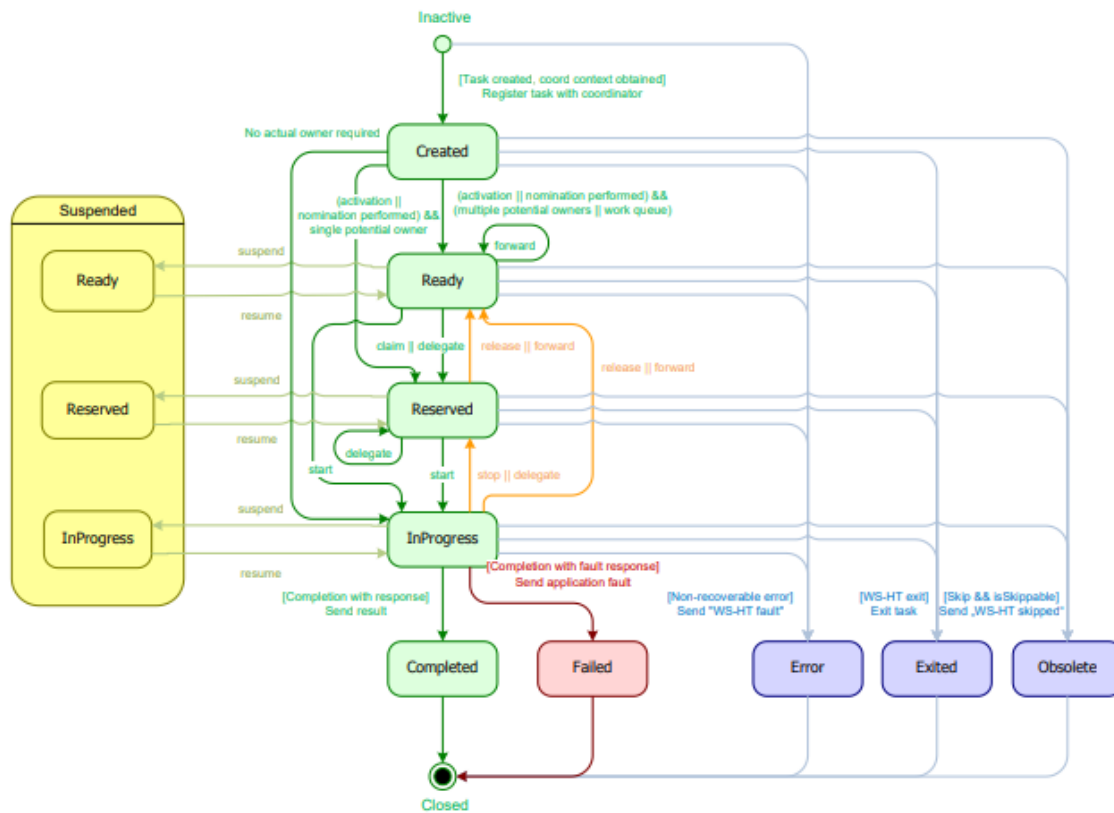 Inactive
[Task created, coord context obtained]
Register task with coordinator
No actual owner required
Created
(activation ||
nomination performed) &&
single potential owner
(activation || nomination performed) &&
(multiple potential owners || work queue)
Suspended
forward
suspend
Ready
Ready
resume
claim || delegate
release || forward
release || forward
suspend
Reserved
Reserved
resume
delegate
start
start
stop || delegate
suspend
InProgress
InProgress
resume
[Completion with fault response]
Send application fault
[Completion with response]
Send result
[Non-recoverable error]
Send "WS-HT fault"
[WS-HT exit]
Exit task
[Skip && isSkippable]
Send „WS-HT skipped“
Completed
Failed
Error
Exited
Obsolete
Closed